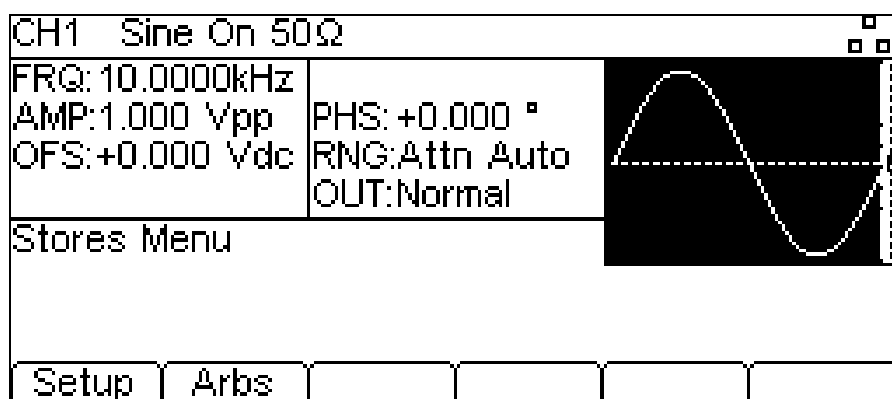 CH1 Sine On 50Ω
FRQ: 10.0000kHz
AMP:1.000 Vpp
OFS:+0.000 Vdc
PHS: +0.000 °
RNG:Attn Auto
OUT:Normal
Stores Menu
Setup Arbs